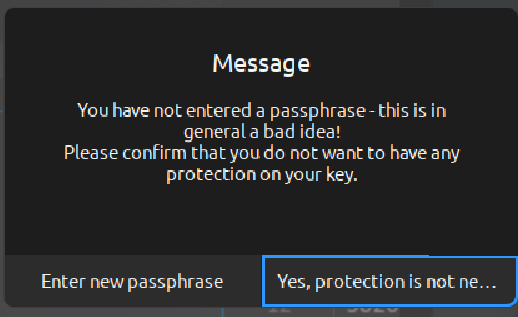 Message
You have not entered a passphrase - this is in
general a bad idea!
Please confirm that you do not want to have any
protection on your key.
Enter new passphrase
Yes, protection is not ne…